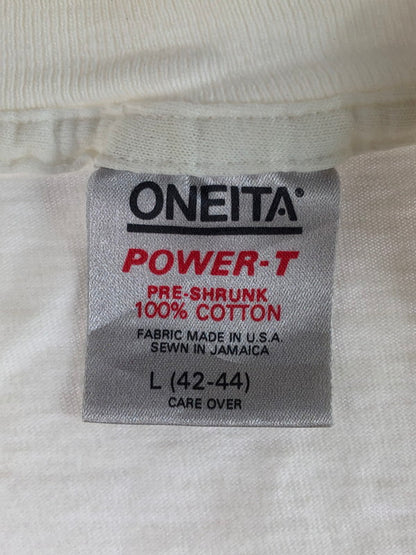 ONEITA®
POWER-T
PRE-SHRUNK
100% COTTON
FABRIC MADE IN U.S.A.
SEWN IN JAMAICA
L (42-44)
CARE OVER